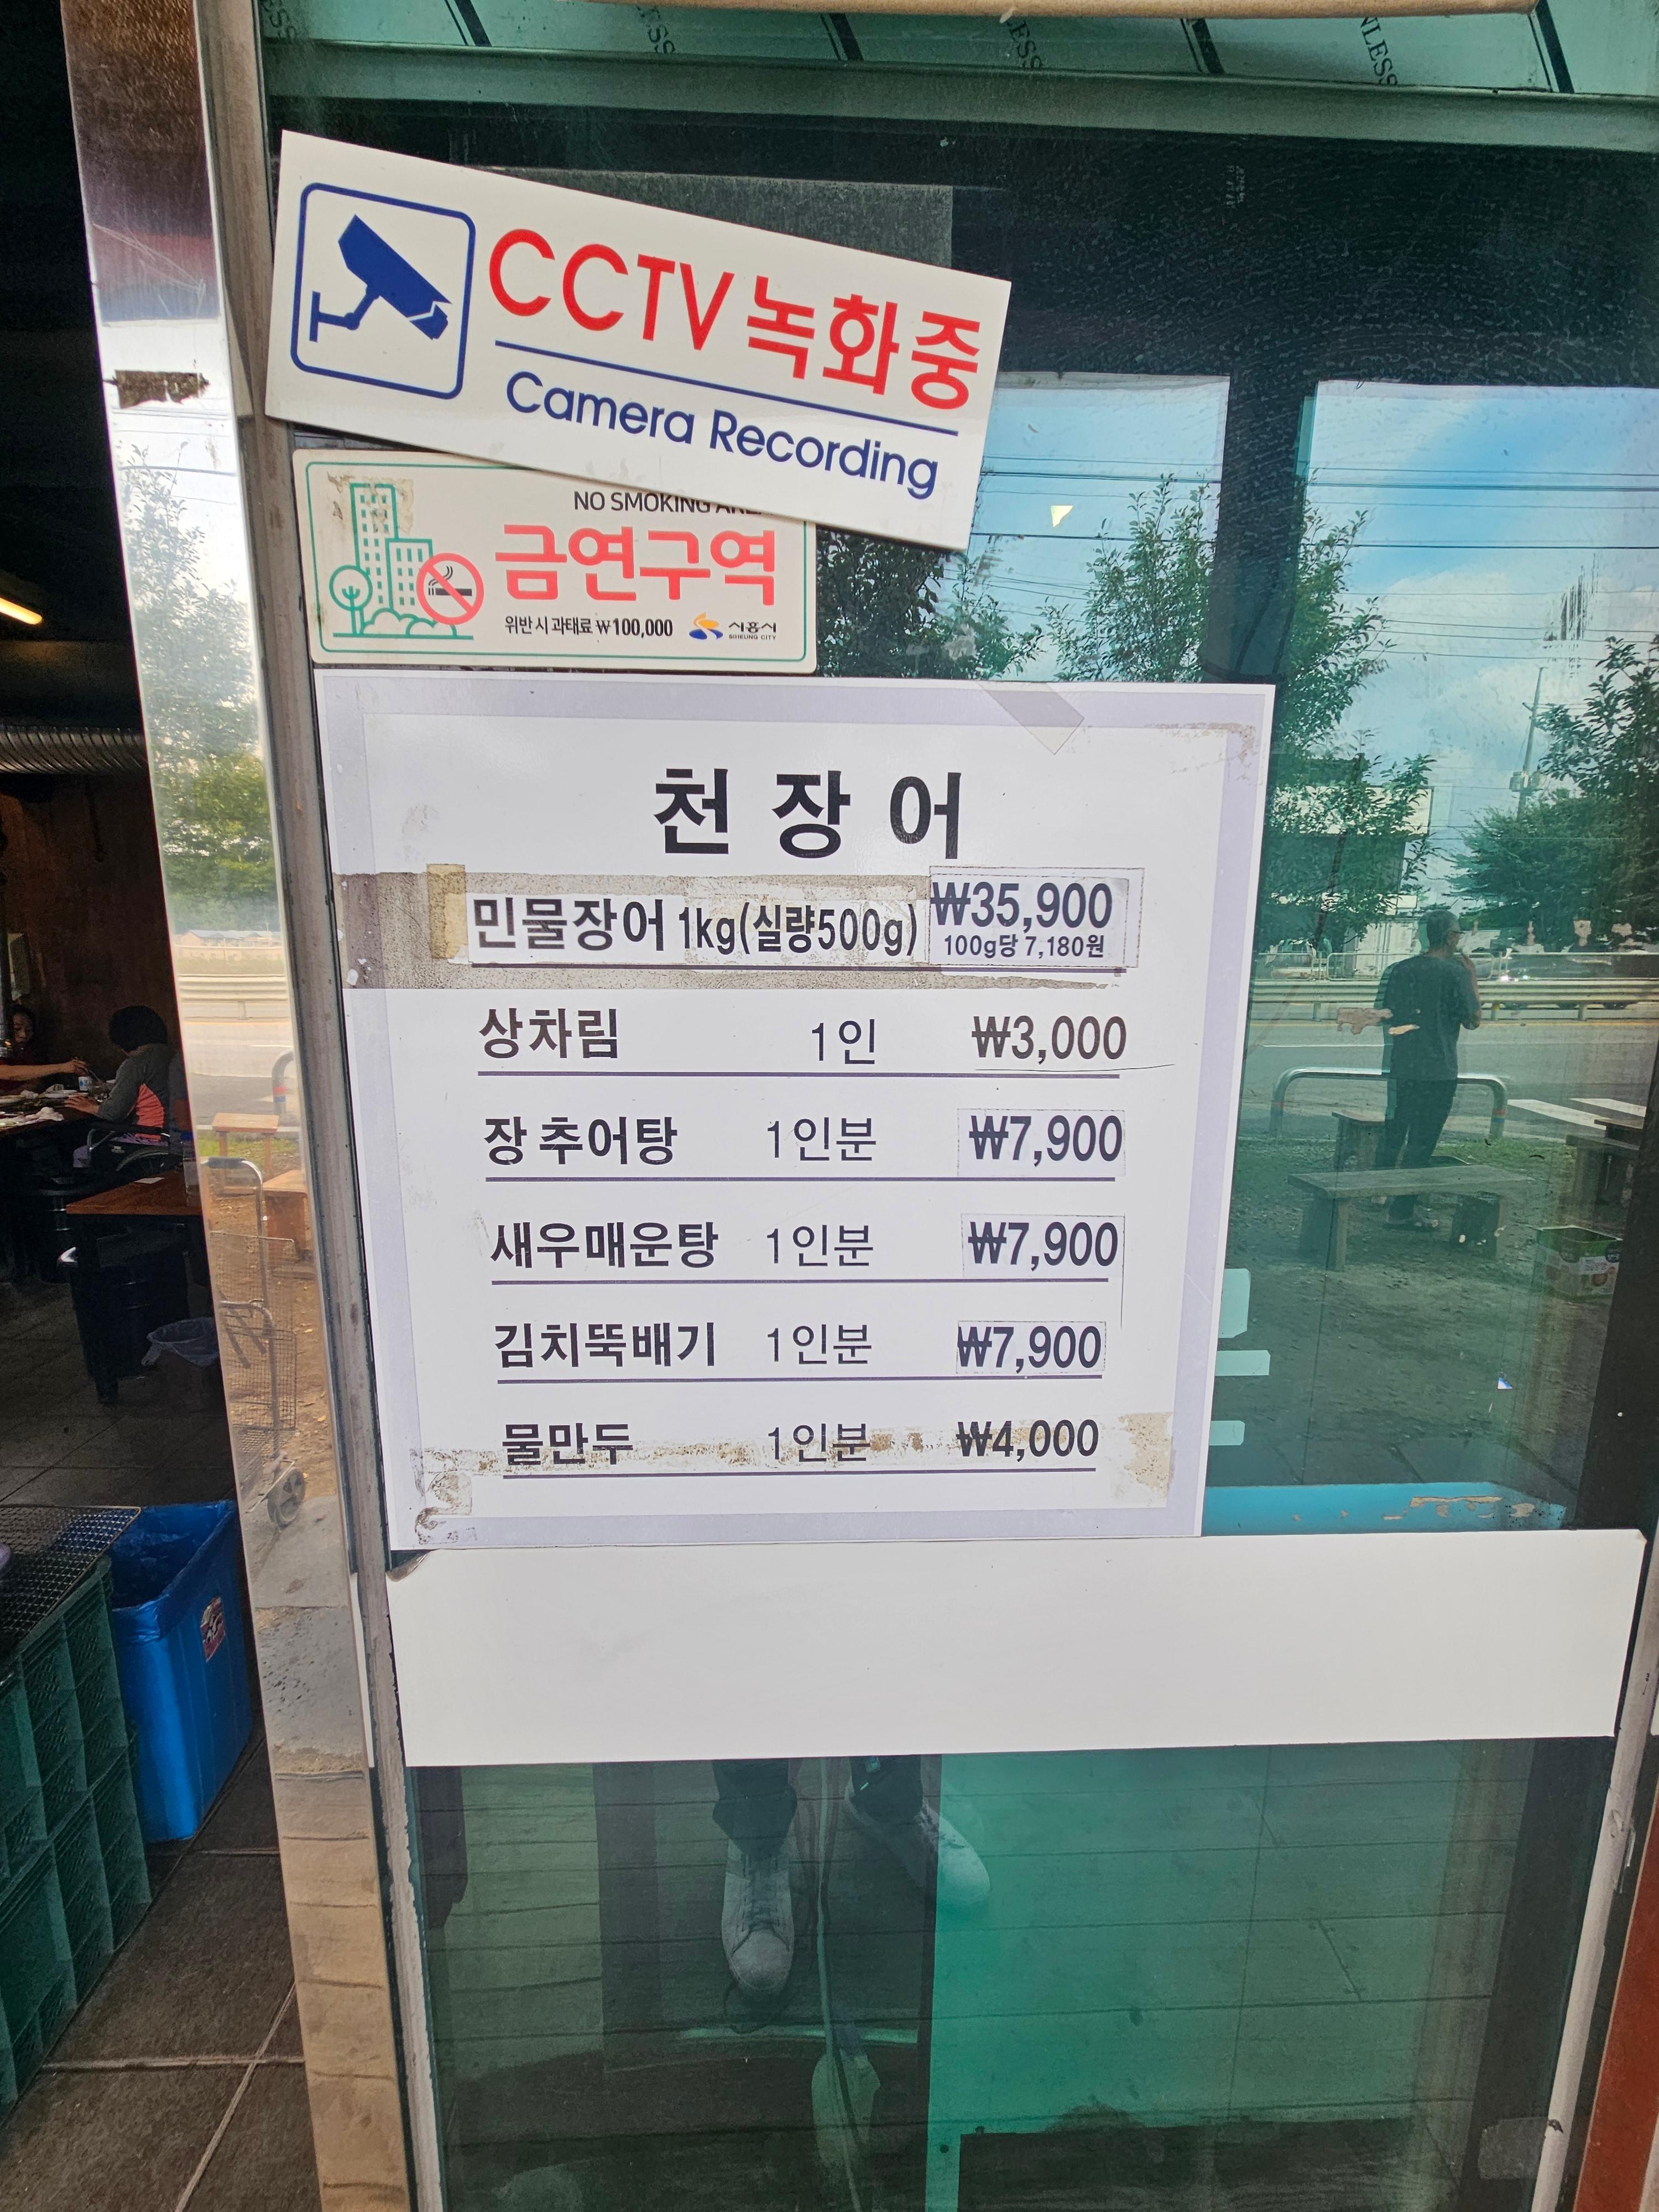 CCTV 녹화중
Camera Recording
NO SMOKING
금연구역
위반시 과태료 ₩100,000
시흥시
SIHEUNG CITY
천장어
민물장어 1kg(실량500g) ₩35,900
100g당 7,180원
상차림 1인 ₩3,000
장추어탕 1인분 ₩7,900
새우매운탕 1인분 ₩7,900
김치뚝배기 1인분 ₩7,900
물만두 1인분 ₩4,000